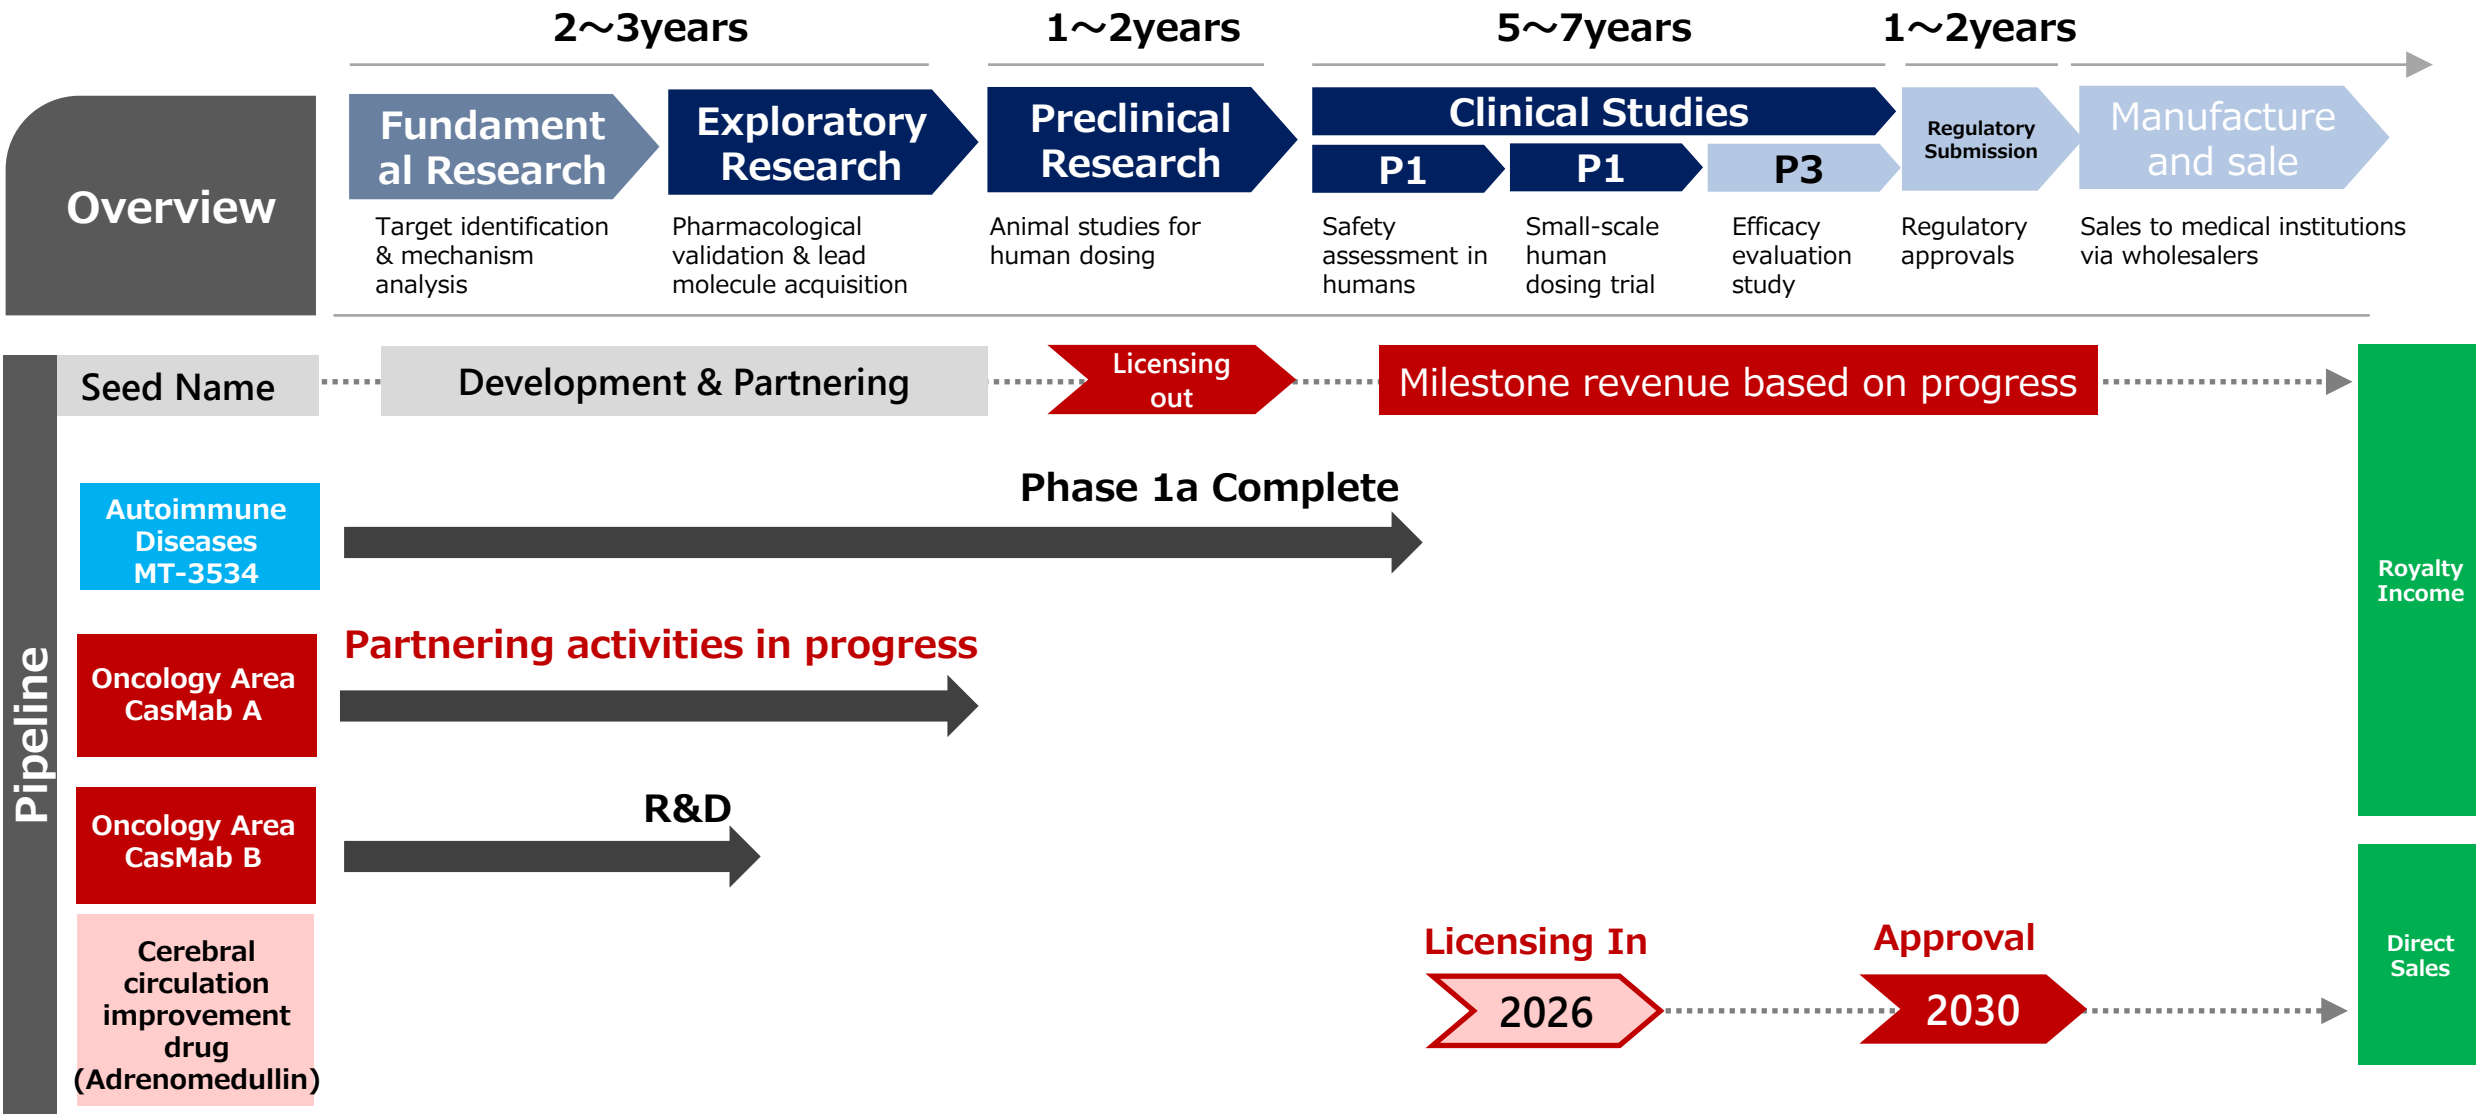 2～3years
1～2years
5～7years
1～2years
Overview
Fundament
al Research
Exploratory
Research
Preclinical
Research
Clinical Studies
P1
P1
P3
Regulatory
Submission
Manufacture
and sale
Target identification
& mechanism
analysis
Pharmacological
validation & lead
molecule acquisition
Animal studies for
human dosing
Safety
assessment in
humans
Small-scale
human
dosing trial
Efficacy
evaluation
study
Regulatory
approvals
Sales to medical institutions
via wholesalers
Pipeline
Seed Name
Development & Partnering
Licensing
out
Milestone revenue based on progress
Autoimmune
Diseases
MT-3534
Phase 1a Complete
Royalty
Income
Oncology Area
CasMab A
Partnering activities in progress
Oncology Area
CasMab B
R&D
Cerebral
circulation
improvement
drug
(Adrenomedullin)
Licensing In
2026
Approval
2030
Direct
Sales